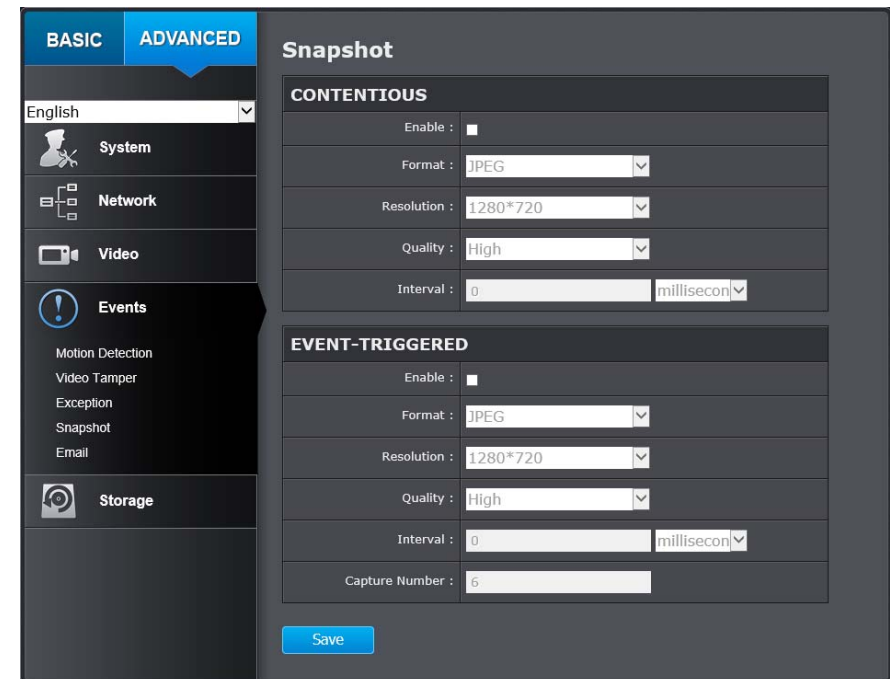 BASIC ADVANCED
English
System
Network
Video
Events
Motion Detection
Video Tamper
Exception
Snapshot
Email
Storage
Snapshot
CONTENTIOUS
Enable :
Format : JPEG
Resolution : 1280*720
Quality : High
Interval : 0 millisecon
EVENT-TRIGGERED
Enable :
Format : JPEG
Resolution : 1280*720
Quality : High
Interval : 0 millisecon
Capture Number : 6
Save